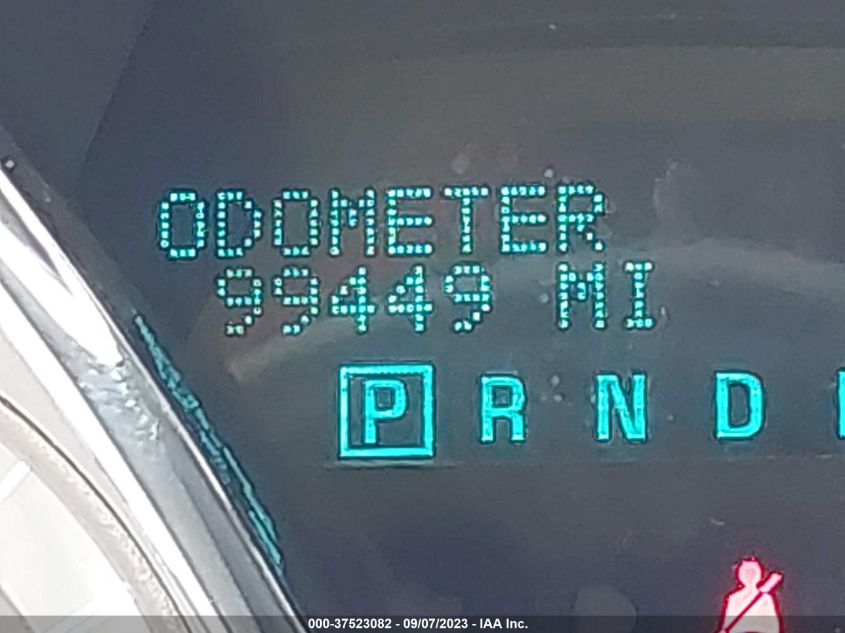 ODOMETER
99449 MI
P R N D
000-37523082 - 09/07/2023 - IAA Inc.